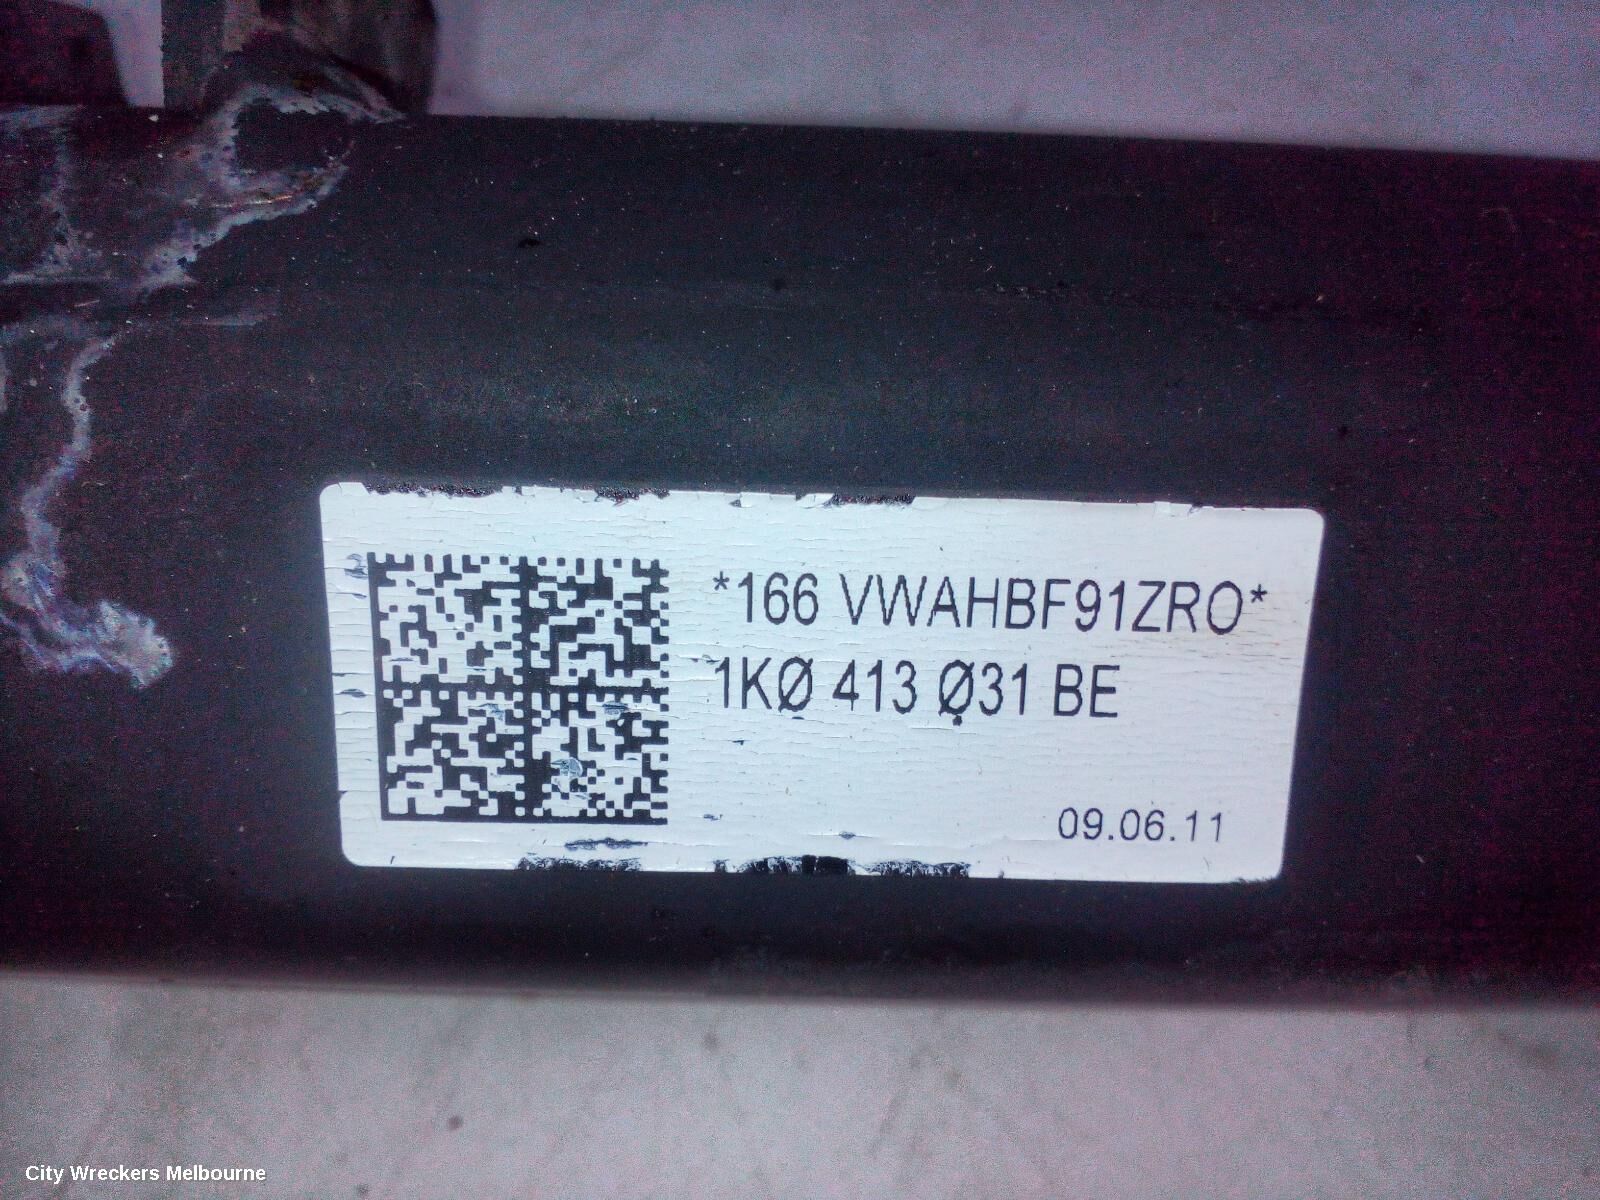 *166 VWAHBF91ZRO*
1KØ 413 Ø31 BE
09.06.11
City Wreckers Melbourne